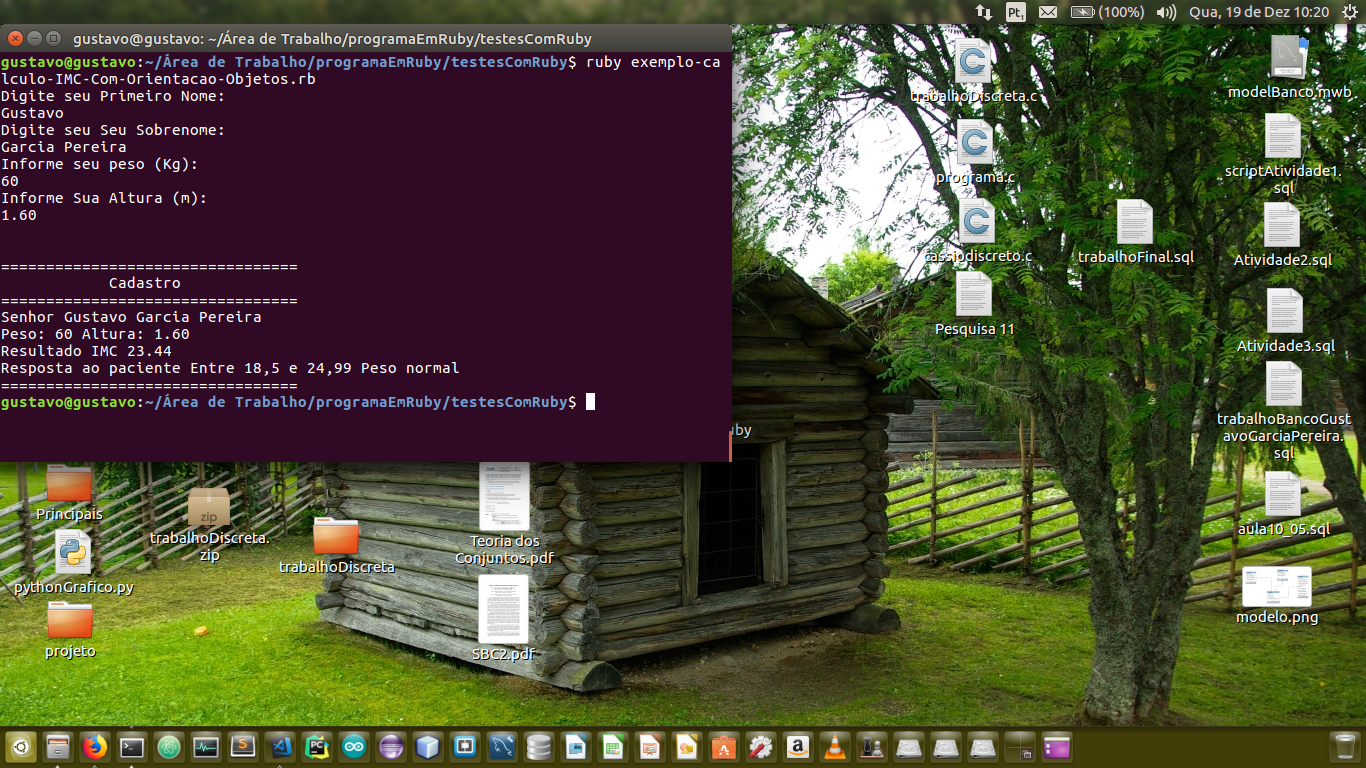 Pt1
(100%)
Qua, 19 de Dez 10:20
gustavo@gustavo: ~/Área de Trabalho/programaEmRuby/testesComRuby
gustavo@gustavo:~/Área de Trabalho/programaEmRuby/testesComRuby$ ruby exemplo-ca
lculo-IMC-Com-Orientacao-Objetos.rb
Digite seu Primeiro Nome:
Gustavo
Digite seu Seu Sobrenome:
Garcia Pereira
Informe seu peso (Kg):
60
Informe Sua Altura (m):
1.60
=================================
Cadastro
=================================
Senhor Gustavo Garcia Pereira
Peso: 60 Altura: 1.60
Resultado IMC 23.44
Resposta ao paciente Entre 18,5 e 24,99 Peso normal
=================================
gustavo@gustavo:~/Área de Trabalho/programaEmRuby/testesComRuby$
uby
Principais
pythonGrafico.py
projeto
zip
trabalhoDiscreta.
zip
trabalhoDiscreta
Teoria dos
Conjuntos.pdf
SBC2.pdf
trabalhoDiscreta.c
programa.c
cassiodiscreto.c
Pesquisa 11
trabalhoFinal.sql
modelBanco.mwb
scriptAtividade1.
sql
Atividade2.sql
Atividade3.sql
trabalhoBancoGust
avoGarciaPereira.
sql
aula10_05.sql
modelo.png